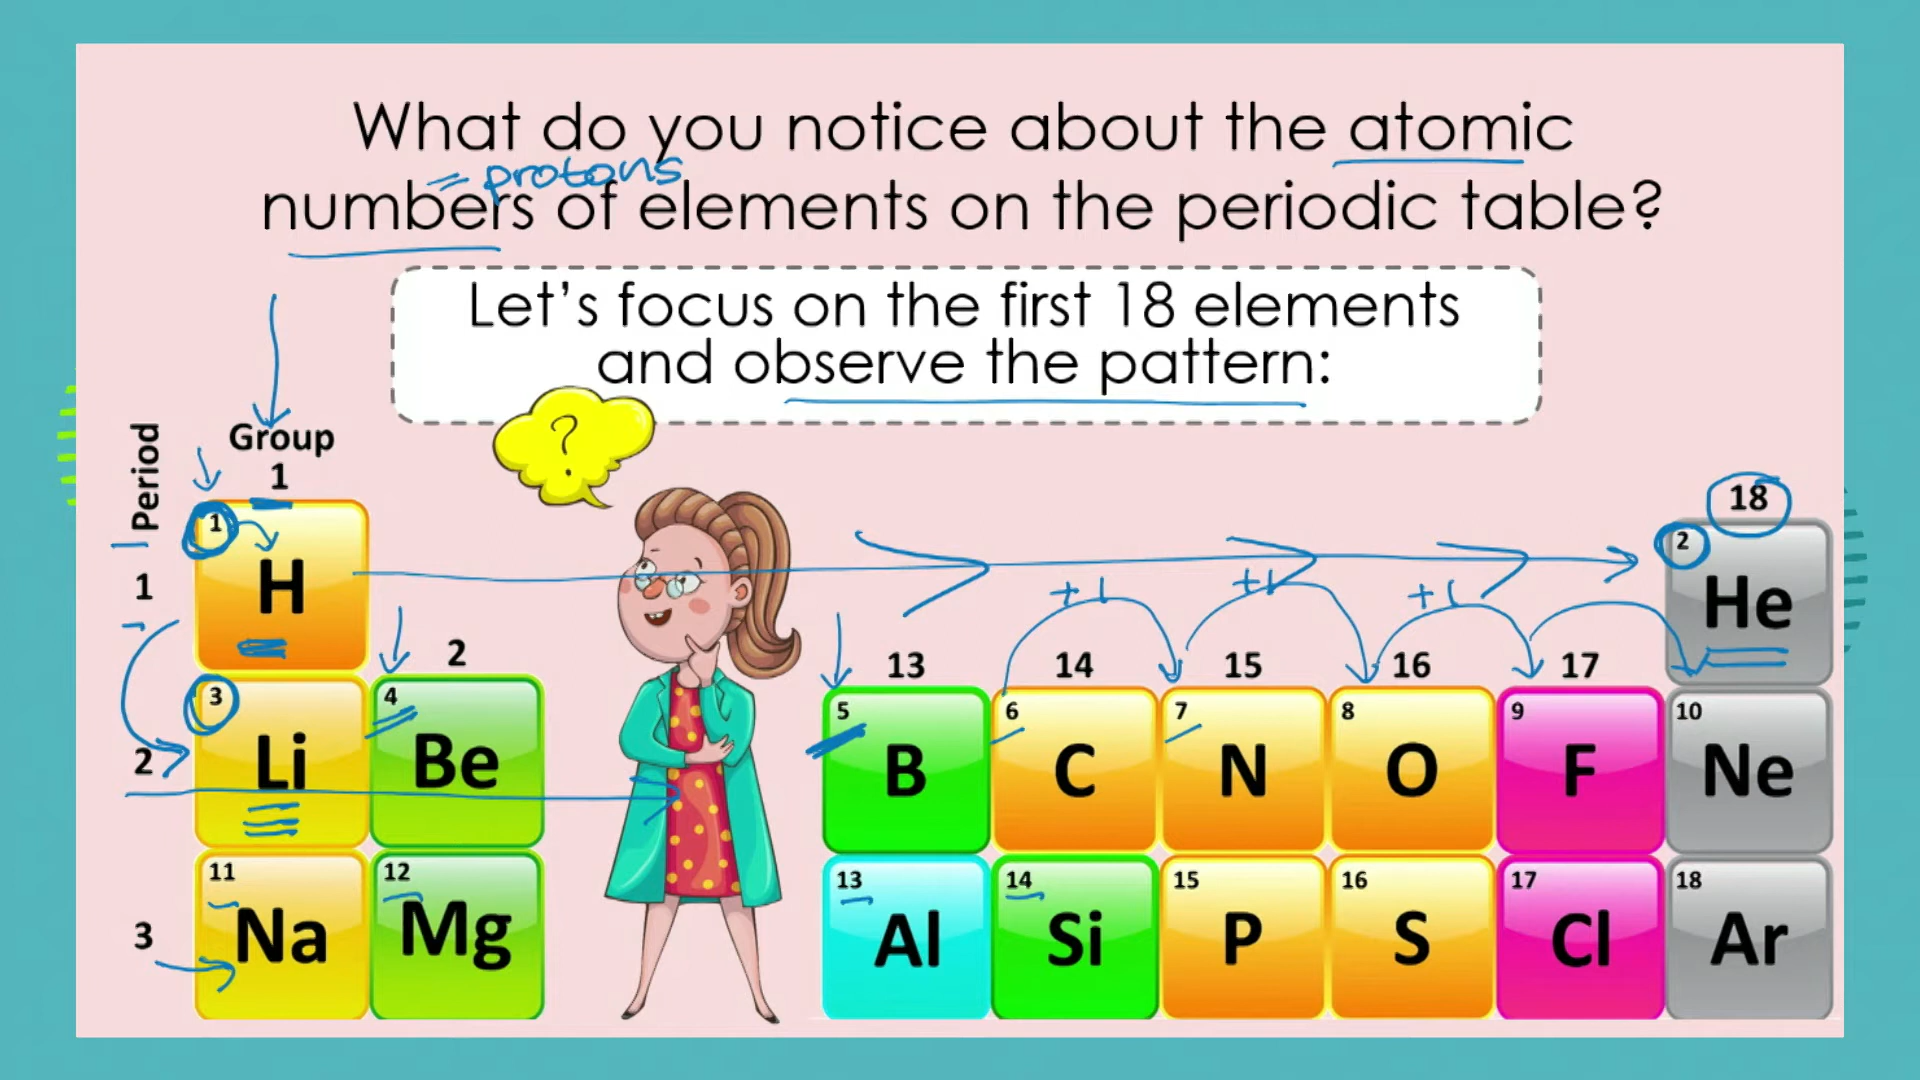 What do you notice about the atomic
= protons
numbers of elements on the periodic table?
Let's focus on the first 18 elements
and observe the pattern:
?
Period
Group
1
18
1
H
2
He
1
+1
+1
+1
2
13
14
15
16
17
2
3
Li
4
Be
5
B
6
C
7
N
8
O
9
F
10
Ne
3
11
Na
12
Mg
13
Al
14
Si
15
P
16
S
17
Cl
18
Ar